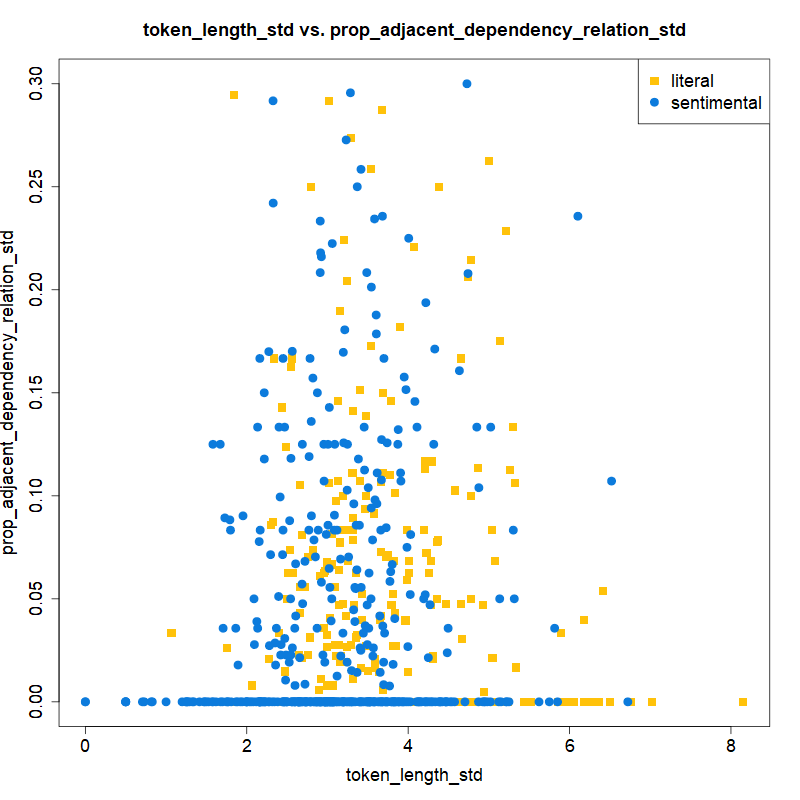 token_length_std vs. prop_adjacent_dependency_relation_std
literal
sentimental
prop_adjacent_dependency_relation_std
0.30
0.25
0.20
0.15
0.10
0.05
0.00
0 2 4 6 8
token_length_std